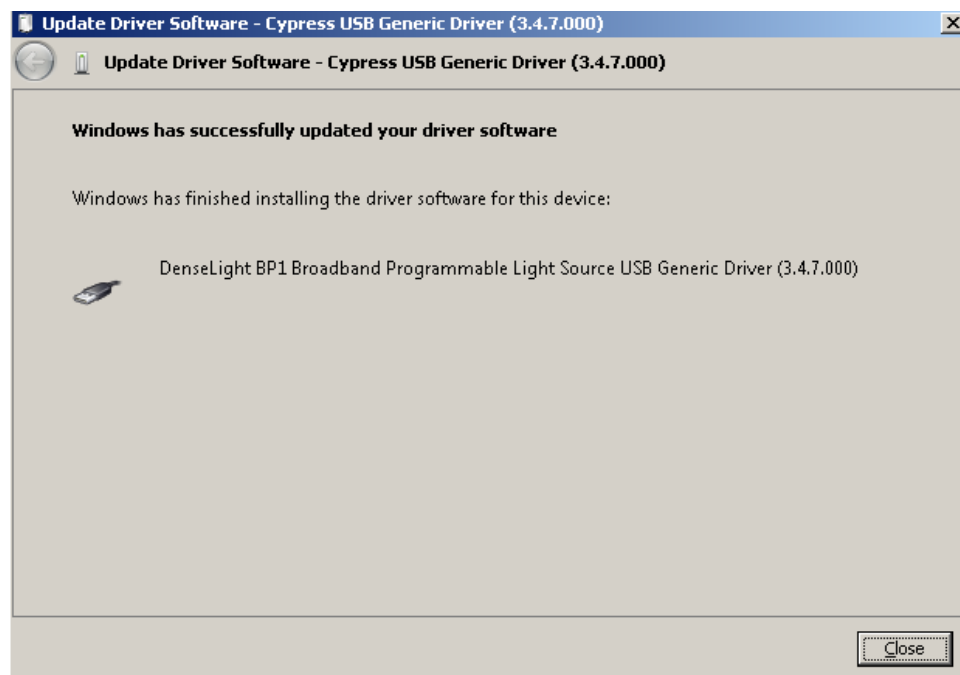 Update Driver Software - Cypress USB Generic Driver (3.4.7.000)
Update Driver Software - Cypress USB Generic Driver (3.4.7.000)
Windows has successfully updated your driver software
Windows has finished installing the driver software for this device:
DenseLight BP1 Broadband Programmable Light Source USB Generic Driver (3.4.7.000)
Close